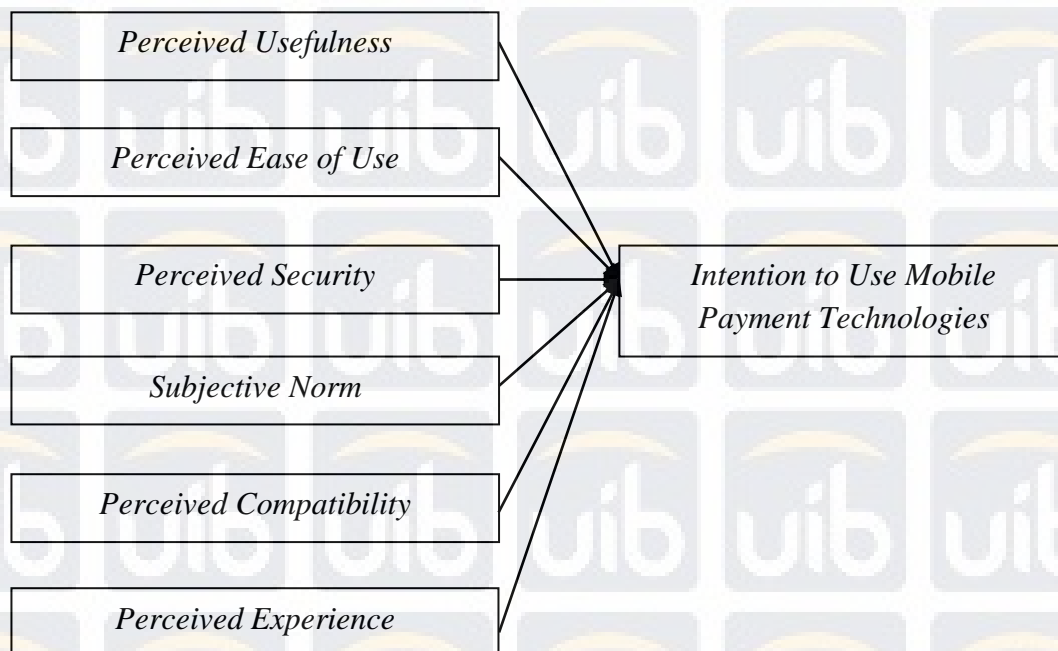 Perceived Usefulness
Perceived Ease of Use
Perceived Security
Intention to Use Mobile
Payment Technologies
Subjective Norm
Perceived Compatibility
Perceived Experience
uib